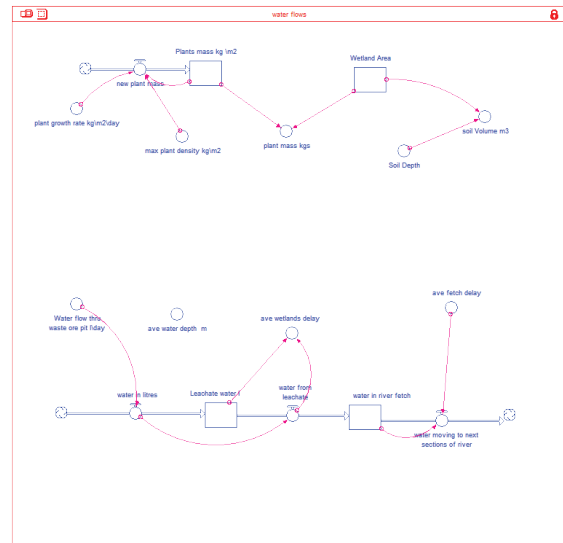 water flows
Plants mass kg \m2
Wetland Area
new plant mass
plant growth rate kg\m2\day
max plant density kg\m2
plant mass kgs
soil Volume m3
Soil Depth
Water flow thru
waste ore pit l\day
ave water depth m
ave wetlands delay
ave fetch delay
water in litres
Leachate water l
water from
leachate
water in river fetch
water moving to next
sections of river